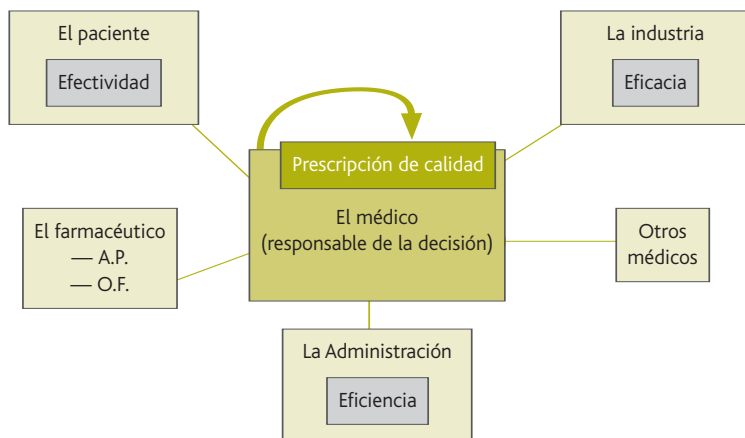 El paciente
Efectividad
La industria
Eficacia
Prescripción de calidad
El médico
(responsable de la decisión)
El farmacéutico
— A.P.
— O.F.
Otros
médicos
La Administración
Eficiencia